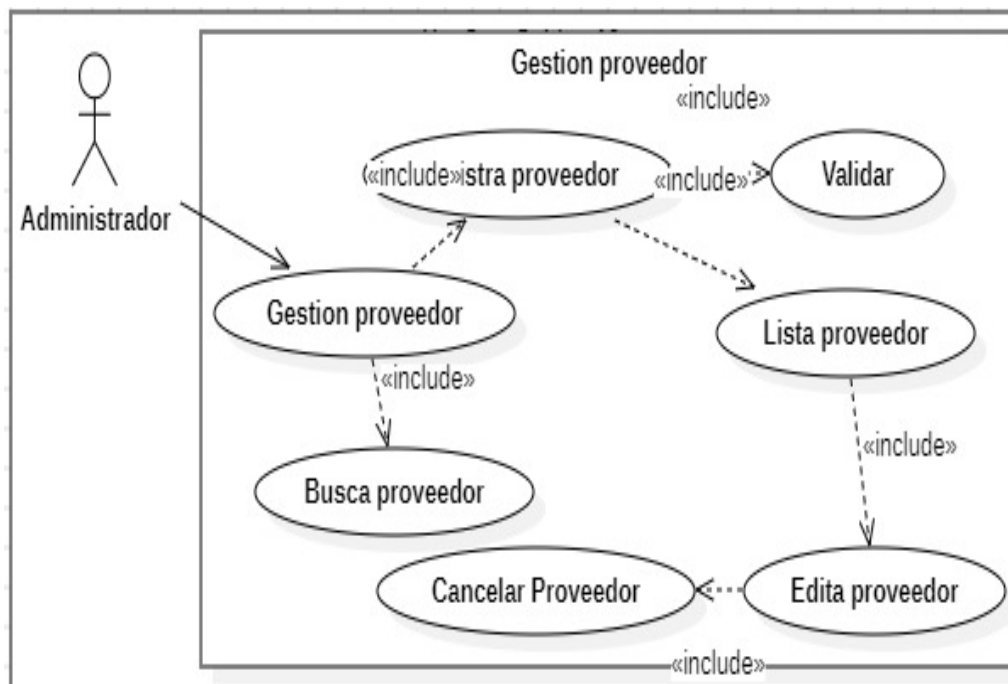 Gestion proveedor
«include»
«include»
istra proveedor
«include»
Validar
Administrador
Gestion proveedor
Lista proveedor
«include»
«include»
Busca proveedor
Cancelar Proveedor
Edita proveedor
«include»